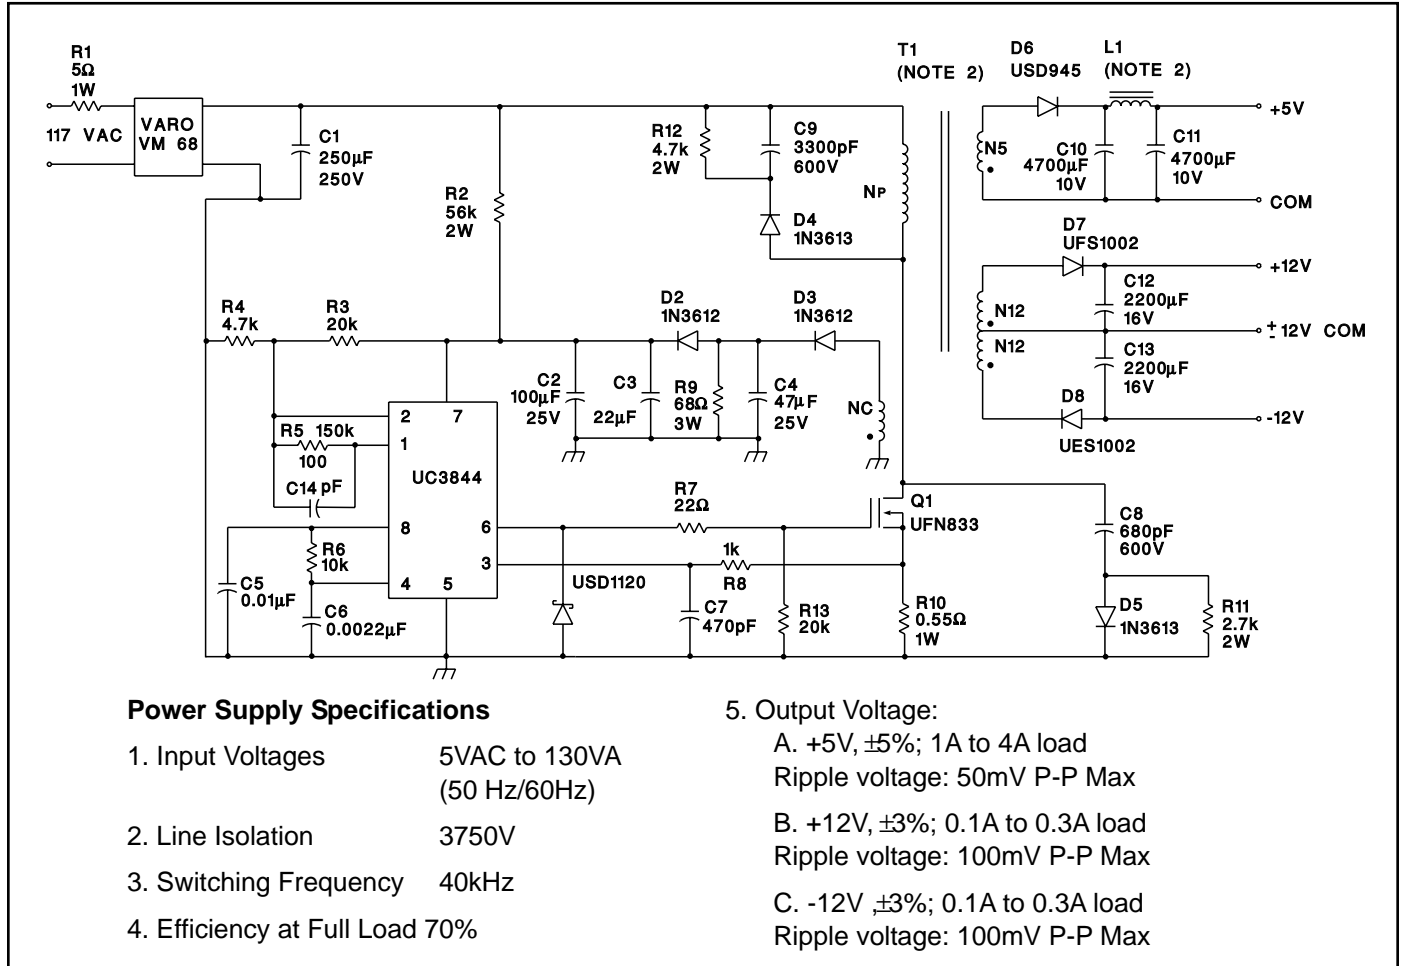 R1
5Ω
1W
117 VAC
VARO
VM 68
C1
250µF
250V
R2
56k
2W
R12
4.7k
2W
C9
3300pF
600V
D4
1N3613
NP
T1
(NOTE 2)
D6
USD945
L1
(NOTE 2)
+5V
N5
C10
4700µF
10V
C11
4700µF
10V
COM
D7
UFS1002
+12V
N12
C12
2200µF
16V
± 12V COM
N12
C13
2200µF
16V
D8
UES1002
-12V
R4
4.7k
R3
20k
D2
1N3612
D3
1N3612
C2
100µF
25V
C3
22µF
R9
68Ω
3W
C4
47µF
25V
NC
2
7
R5 150k
1
100
C14 pF
UC3844
8
6
R6
10k
3
4
5
C5
0.01µF
C6
0.0022µF
USD1120
R7
22Ω
1k
R8
C7
470pF
R13
20k
Q1
UFN833
R10
0.55Ω
1W
C8
680pF
600V
D5
1N3613
R11
2.7k
2W
Power Supply Specifications
1. Input Voltages 5VAC to 130VA
(50 Hz/60Hz)
2. Line Isolation 3750V
3. Switching Frequency 40kHz
4. Efficiency at Full Load 70%
5. Output Voltage:
A. +5V, ±5%; 1A to 4A load
Ripple voltage: 50mV P-P Max
B. +12V, ±3%; 0.1A to 0.3A load
Ripple voltage: 100mV P-P Max
C. -12V ,±3%; 0.1A to 0.3A load
Ripple voltage: 100mV P-P Max